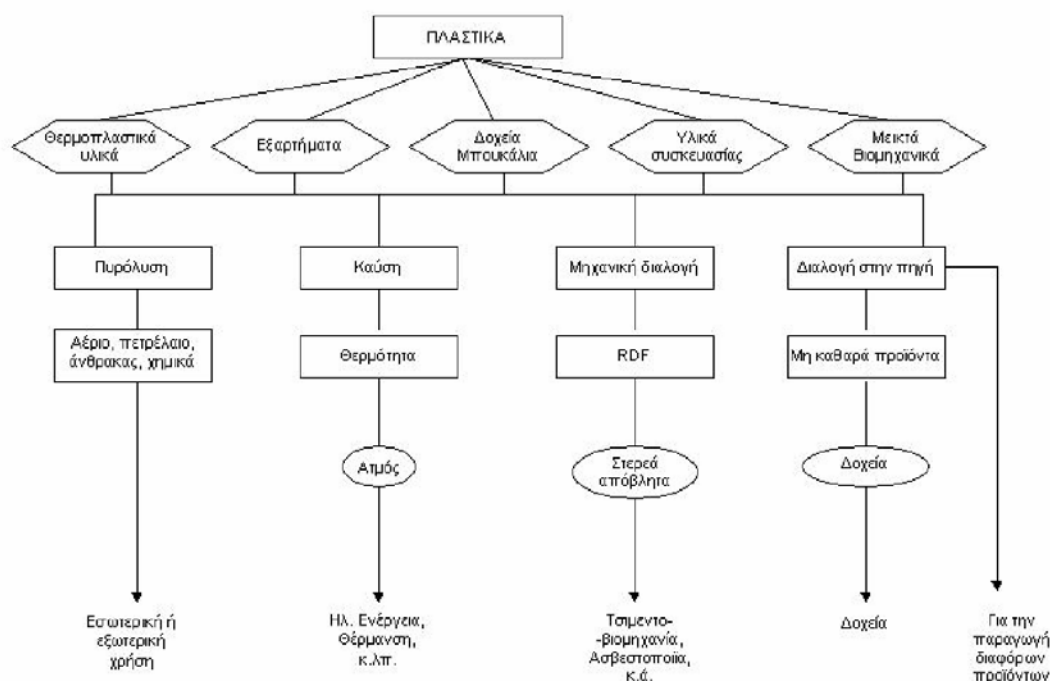 ΠΛΑΣΤΙΚΑ
Θερμοπλαστικά
υλικά
Εξαρτήματα
Δοχεία
Μπουκάλια
Υλικά
συσκευασίας
Μεικτά
Βιομηχανικά
Πυρόλυση
Καύση
Μηχανική διαλογή
Διαλογή στην πηγή
Αέριο, πετρέλαιο,
άνθρακας, χημικά
Θερμότητα
RDF
Μη καθαρά προϊόντα
Ατμός
Στερεά
απόβλητα
Δοχεία
Εσωτερική ή
εξωτερική
χρήση
Ηλ. Ενέργεια,
Θέρμανση,
κ.λπ.
Τσιμεντο-
-βιομηχανία,
Ασβεστοποιϊα,
κ.ά.
Δοχεία
Για την
παραγωγή
διαφόρων
προϊόντων